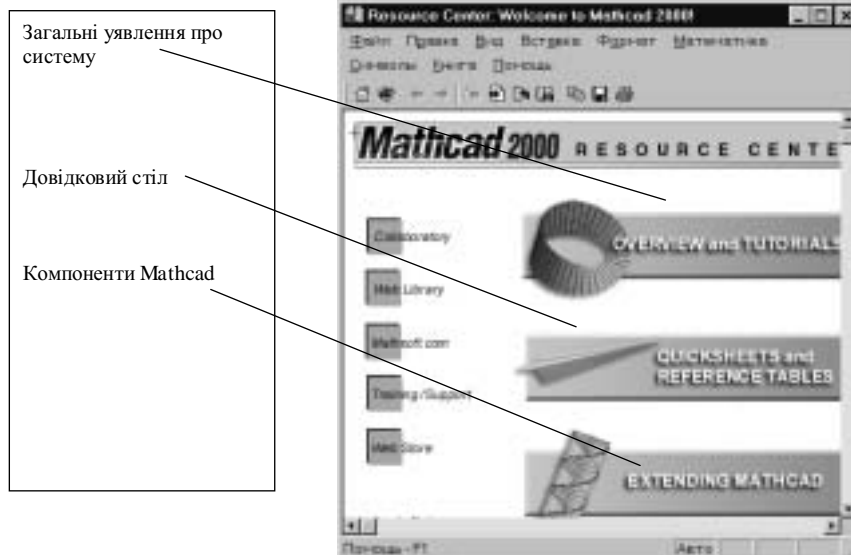 Загальні уявлення про
систему
Довідковий стіл
Компоненти Mathcad
Resource Center: Welcome to Mathcad 2000!
Файл Правка Вид Вставка Формат Математика
Символы Книга Помощь
Mathcad 2000 RESOURCE CENTE
Collaboratory
OVERVIEW and TUTORIALS
Web Library
Mathsoft.com
QUICKSHEETS and
REFERENCE TABLES
Training/Support
Web Store
EXTENDING MATHCAD
Помощь - F1
Авто